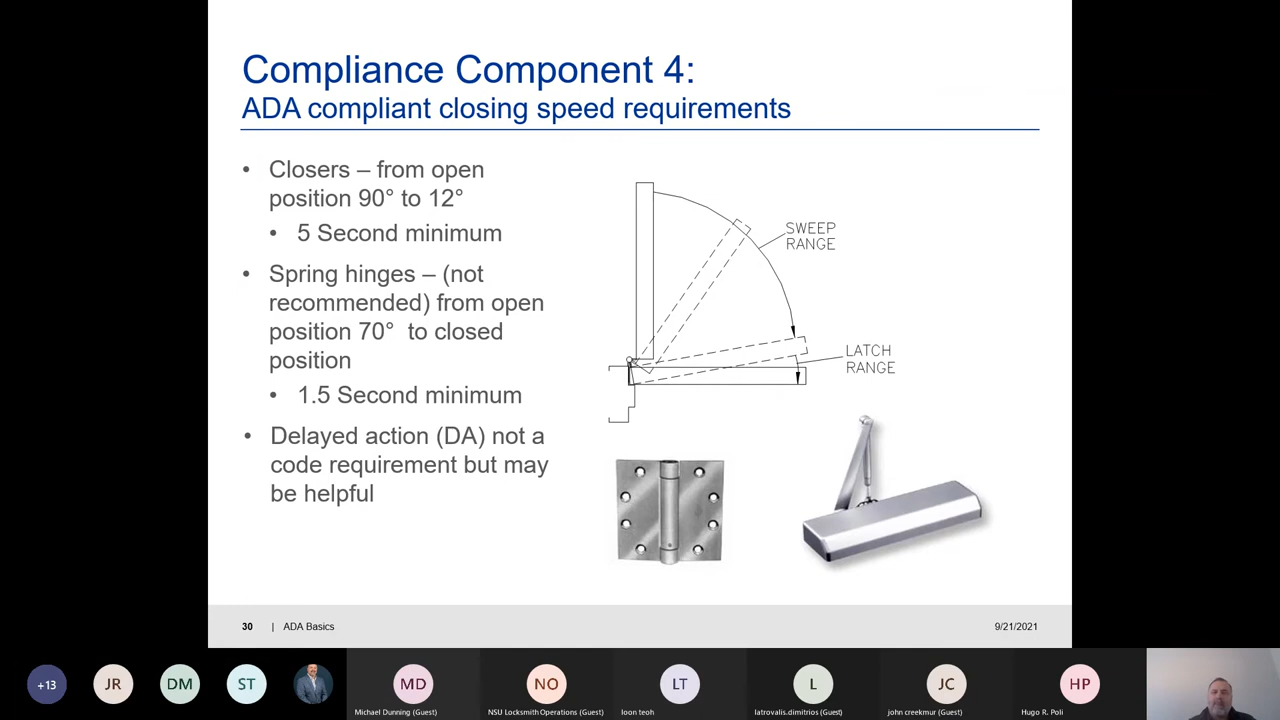 Compliance Component 4:
ADA compliant closing speed requirements
• Closers – from open
position 90° to 12°
• 5 Second minimum
• Spring hinges – (not
recommended) from open
position 70° to closed
position
• 1.5 Second minimum
• Delayed action (DA) not a
code requirement but may
be helpful
SWEEP
RANGE
LATCH
RANGE
30 | ADA Basics
9/21/2021
+13
JR
DM
ST
MD
NO
LT
L
JC
HP
Michael Dunning (Guest)
NSU Locksmith Operations (Guest)
loon teoh
latrovalis.dimitrios (Guest)
john creekmur (Guest)
Hugo R. Poli